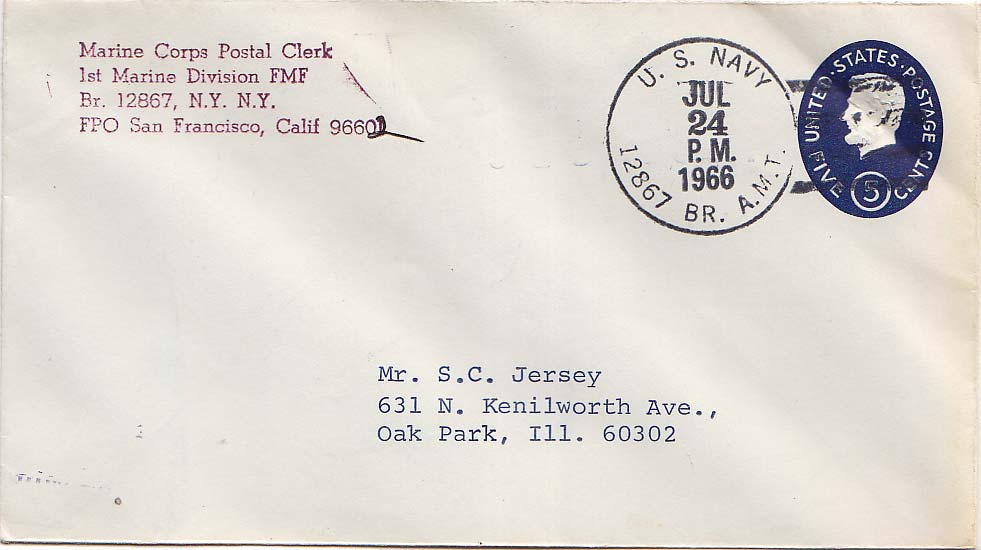 Marine Corps Postal Clerk
1st Marine Division FMF
Br. 12867, N.Y. N.Y.
FPO San Francisco, Calif 96602
U. S. NAVY
JUL
24
P. M.
1966
12867 BR. A.M.T.
UNITED·STATES·POSTAGE
FIVE 5 CENTS
Mr. S.C. Jersey
631 N. Kenilworth Ave.,
Oak Park, Ill. 60302